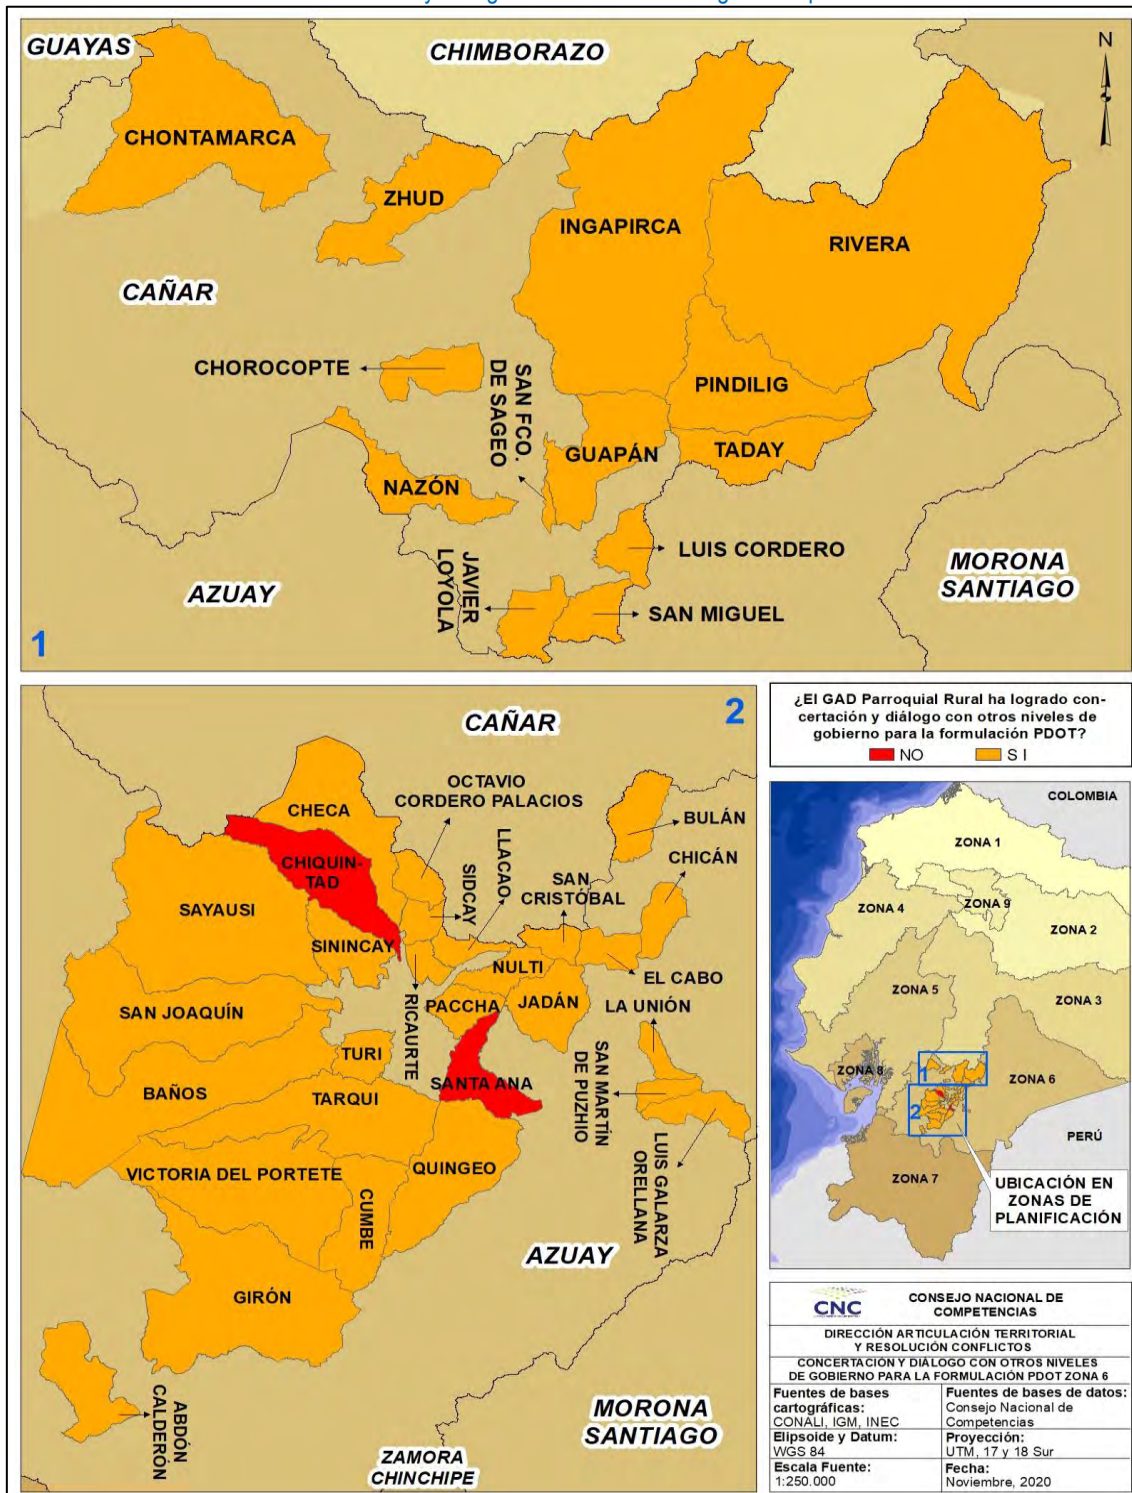 GUAYAS
CHIMBORAZO
N
CHONTAMARCA
ZHUD
INGAPIRCA
RIVERA
CAÑAR
CHOROCOPTE
SAN FCO.
DE SAGEO
PINDILIG
GUAPÁN
TADAY
NAZÓN
LUIS CORDERO
JAVIER
LOYOLA
MORONA
SANTIAGO
AZUAY
SAN MIGUEL
1
2
CAÑAR
OCTAVIO
CORDERO PALACIOS
CHECA
LLACAO
SIDCAY
BULÁN
CHICÁN
CHIQUIN-
TAD
SAN
CRISTÓBAL
SAYAUSI
SININCAY
NULTI
EL CABO
RICAURTE
PACCHA
JADÁN
LA UNIÓN
SAN JOAQUÍN
TURI
SANTA ANA
SAN MARTÍN
DE PUZHIO
BAÑOS
TARQUI
VICTORIA DEL PORTETE
QUINGEO
CUMBE
LUIS GALARZA
ORELLANA
AZUAY
GIRÓN
ABDÓN
CALDERÓN
MORONA
SANTIAGO
ZAMORA
CHINCHIPE
¿El GAD Parroquial Rural ha logrado con-
certación y diálogo con otros niveles de
gobierno para la formulación PDOT?
NO SI
COLOMBIA
ZONA 1
ZONA 4
ZONA 9
ZONA 2
ZONA 5
ZONA 3
ZONA 8
1
ZONA 6
2
PERÚ
ZONA 7
UBICACIÓN EN
ZONAS DE
PLANIFICACIÓN
CNC
CONSEJO NACIONAL DE
COMPETENCIAS
DIRECCIÓN ARTICULACIÓN TERRITORIAL
Y RESOLUCIÓN CONFLICTOS
CONCERTACIÓN Y DIÁLOGO CON OTROS NIVELES
DE GOBIERNO PARA LA FORMULACIÓN PDOT ZONA 6
Fuentes de bases
cartográficas:
CONALI, IGM, INEC
Fuentes de bases de datos:
Consejo Nacional de
Competencias
Elipsoide y Datum:
WGS 84
Proyección:
UTM, 17 y 18 Sur
Escala Fuente:
1:250.000
Fecha:
Noviembre, 2020